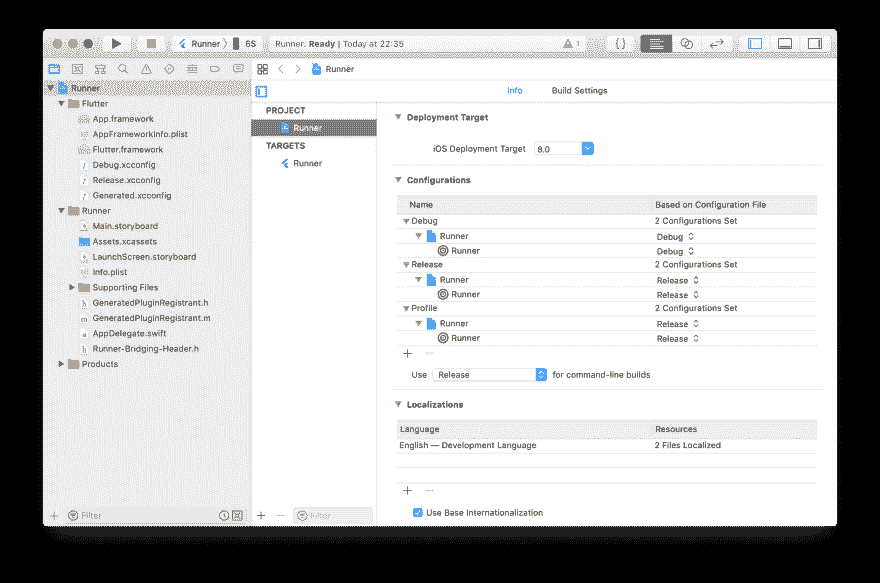 Runner 6S Runner: Ready | Today at 22:35 1
Runner
Runner
Flutter
App.framework
AppFrameworkInfo.plist
Flutter.framework
Debug.xcconfig
Release.xcconfig
Generated.xcconfig
Runner
Main.storyboard
Assets.xcassets
LaunchScreen.storyboard
Info.plist
Supporting Files
GeneratedPluginRegistrant.h
GeneratedPluginRegistrant.m
AppDelegate.swift
Runner-Bridging-Header.h
Products
Filter
PROJECT
Runner
TARGETS
Runner
Filter
Info Build Settings
Deployment Target
iOS Deployment Target 8.0
Configurations
Name Based on Configuration File
Debug 2 Configurations Set
Runner Debug
Runner Debug
Release 2 Configurations Set
Runner Release
Runner Release
Profile 2 Configurations Set
Runner Release
Runner Release
Use Release for command-line builds
Localizations
Language Resources
English — Development Language 2 Files Localized
Use Base Internationalization